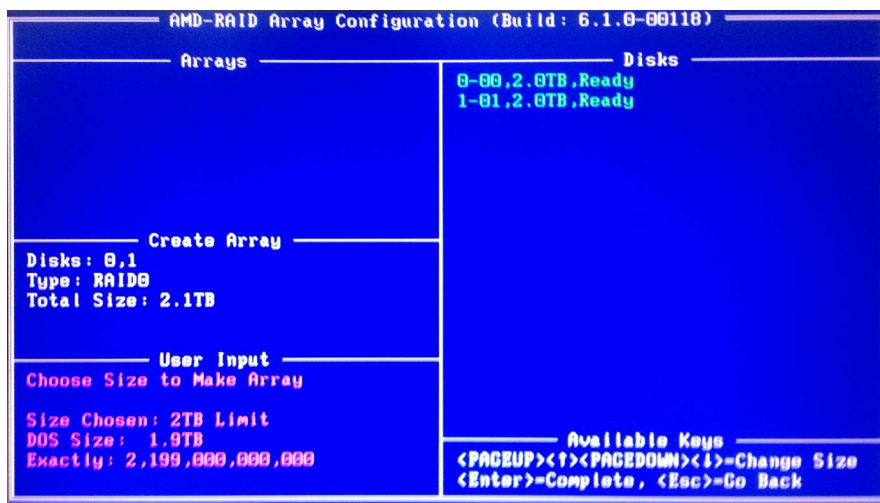 AMD-RAID Array Configuration (Build: 6.1.0-00118)
Arrays
Disks
0-00,2.0TB,Ready
1-01,2.0TB,Ready
Create Array
Disks: 0,1
Type: RAID0
Total Size: 2.1TB
User Input
Choose Size to Make Array
Size Chosen: 2TB Limit
DOS Size: 1.9TB
Exactly: 2,199,000,000,000
Available Keys
<PAGEUP><↑><PAGEDOWN><↓>=Change Size
<Enter>=Complete, <Esc>=Go Back